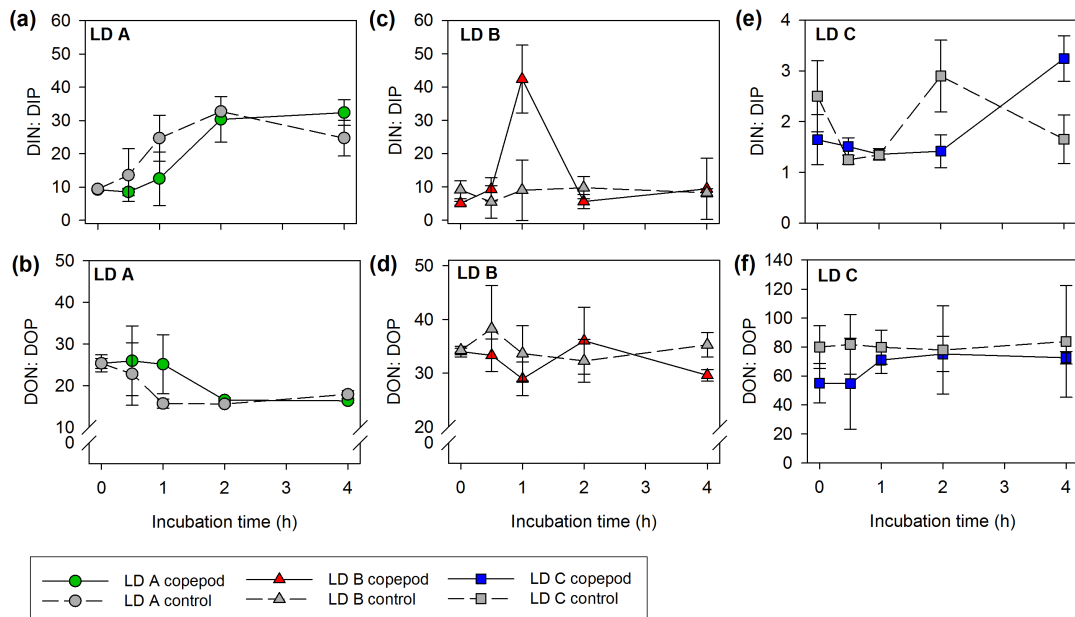 (a)
LD A
DIN: DIP
60
50
40
30
20
10
0
(c)
LD B
DIN: DIP
60
50
40
30
20
10
0
(e)
LD C
DIN: DIP
4
3
2
1
0
(b)
LD A
DON: DOP
50
40
30
20
10
0
0 1 2 3 4
Incubation time (h)
(d)
LD B
DON: DOP
50
40
30
20
0
0 1 2 3 4
Incubation time (h)
(f)
LD C
DON: DOP
140
120
100
80
60
40
20
0
0 1 2 3 4
Incubation time (h)
LD A copepod LD B copepod LD C copepod
LD A control LD B control LD C control